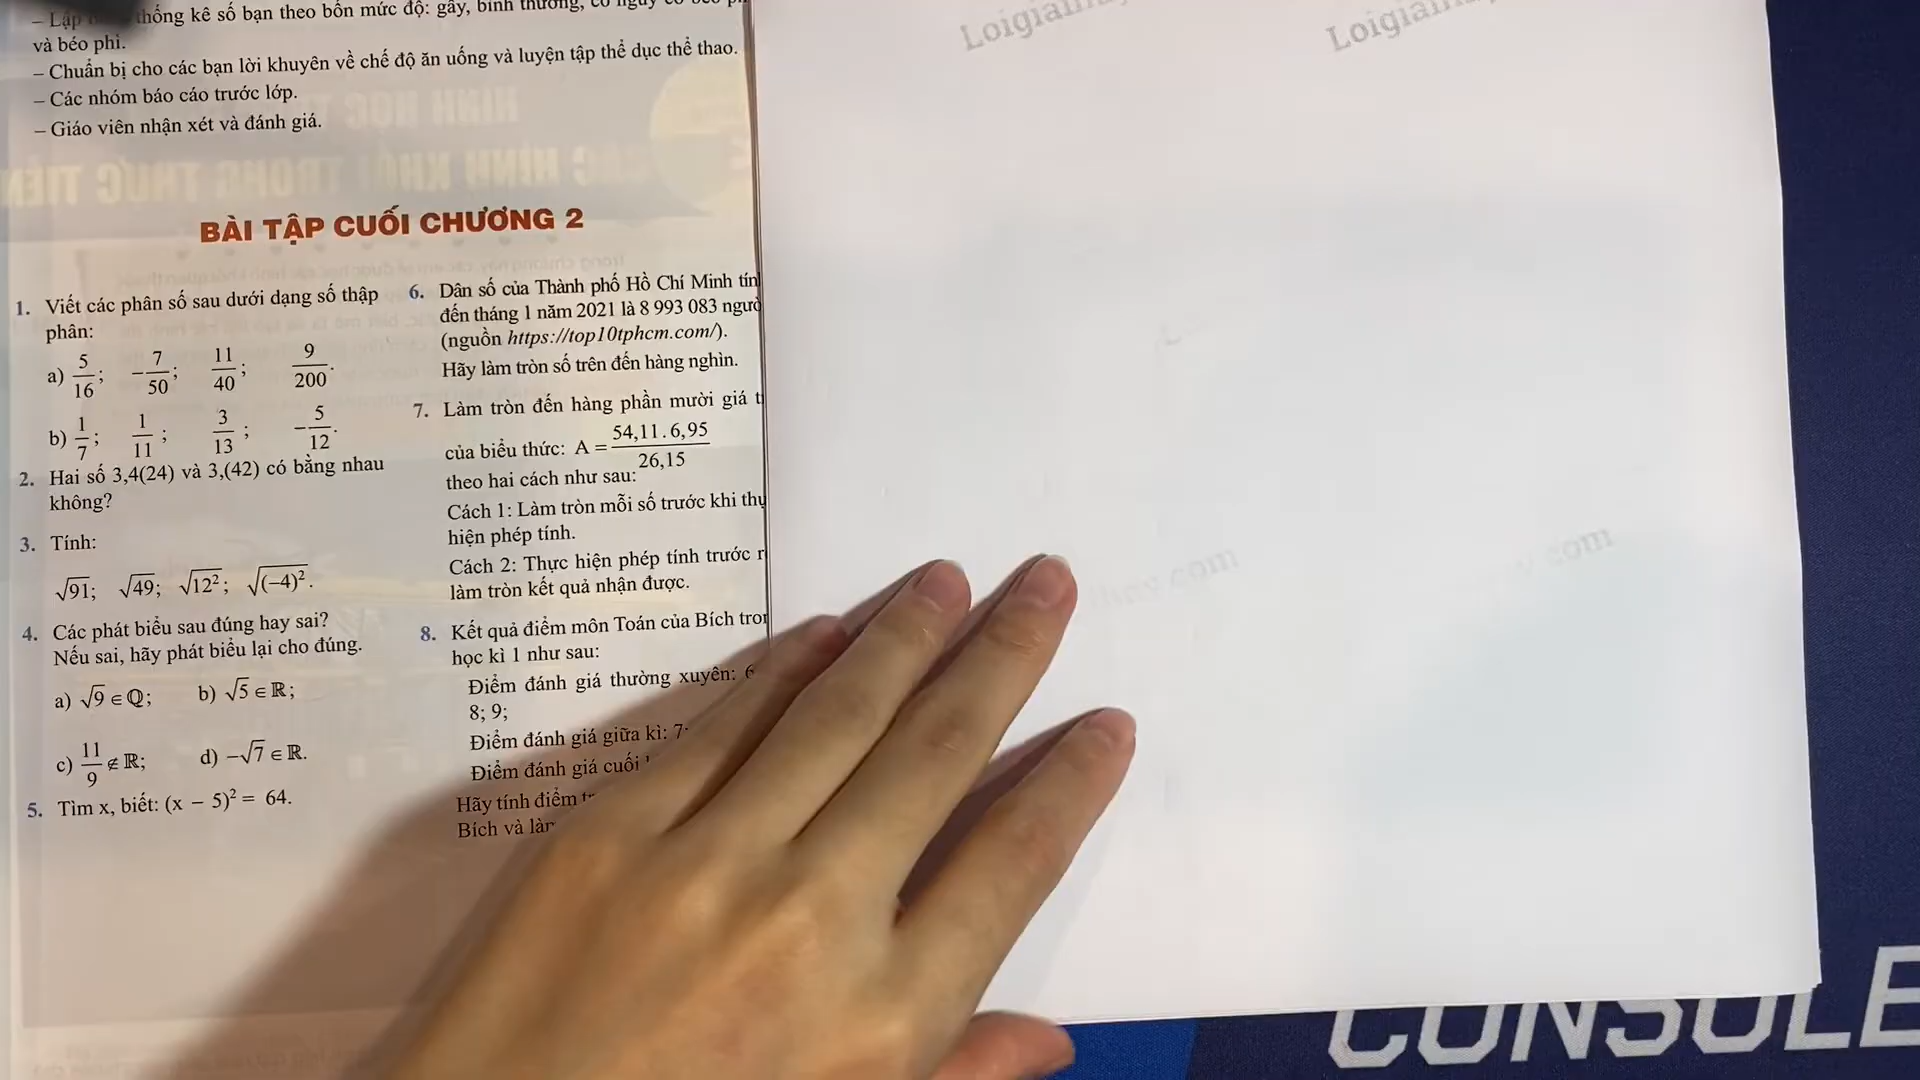 – Lập thống kê số bạn theo bốn mức độ: gầy, bình thường, có nguy cơ béo
và béo phì.
– Chuẩn bị cho các bạn lời khuyên về chế độ ăn uống và luyện tập thể dục thể thao.
– Các nhóm báo cáo trước lớp.
– Giáo viên nhận xét và đánh giá.
BÀI TẬP CUỐI CHƯƠNG 2
1. Viết các phân số sau dưới dạng số thập
phân:
a) 5/16; -7/50; 11/40; 9/200.
b) 1/7; 1/11; 3/13; -5/12.
2. Hai số 3,4(24) và 3,(42) có bằng nhau
không?
3. Tính:
√91; √49; √12²; √(–4)².
4. Các phát biểu sau đúng hay sai?
Nếu sai, hãy phát biểu lại cho đúng.
a) √9 ∈ ℚ; b) √5 ∈ ℝ;
c) 11/9 ∉ ℝ; d) –√7 ∈ ℝ.
5. Tìm x, biết: (x – 5)² = 64.
6. Dân số của Thành phố Hồ Chí Minh tín
đến tháng 1 năm 2021 là 8 993 083 ngườ
(nguồn https://top10tphcm.com/).
Hãy làm tròn số trên đến hàng nghìn.
7. Làm tròn đến hàng phần mười giá t
của biểu thức: A = 54,11 . 6,95 / 26,15
theo hai cách như sau:
Cách 1: Làm tròn mỗi số trước khi thự
hiện phép tính.
Cách 2: Thực hiện phép tính trước r
làm tròn kết quả nhận được.
8. Kết quả điểm môn Toán của Bích tron
học kì 1 như sau:
Điểm đánh giá thường xuyên: 6
8; 9;
Điểm đánh giá giữa kì: 7
Điểm đánh giá cuối
Hãy tính điểm
Bích và làm
CONSOLE